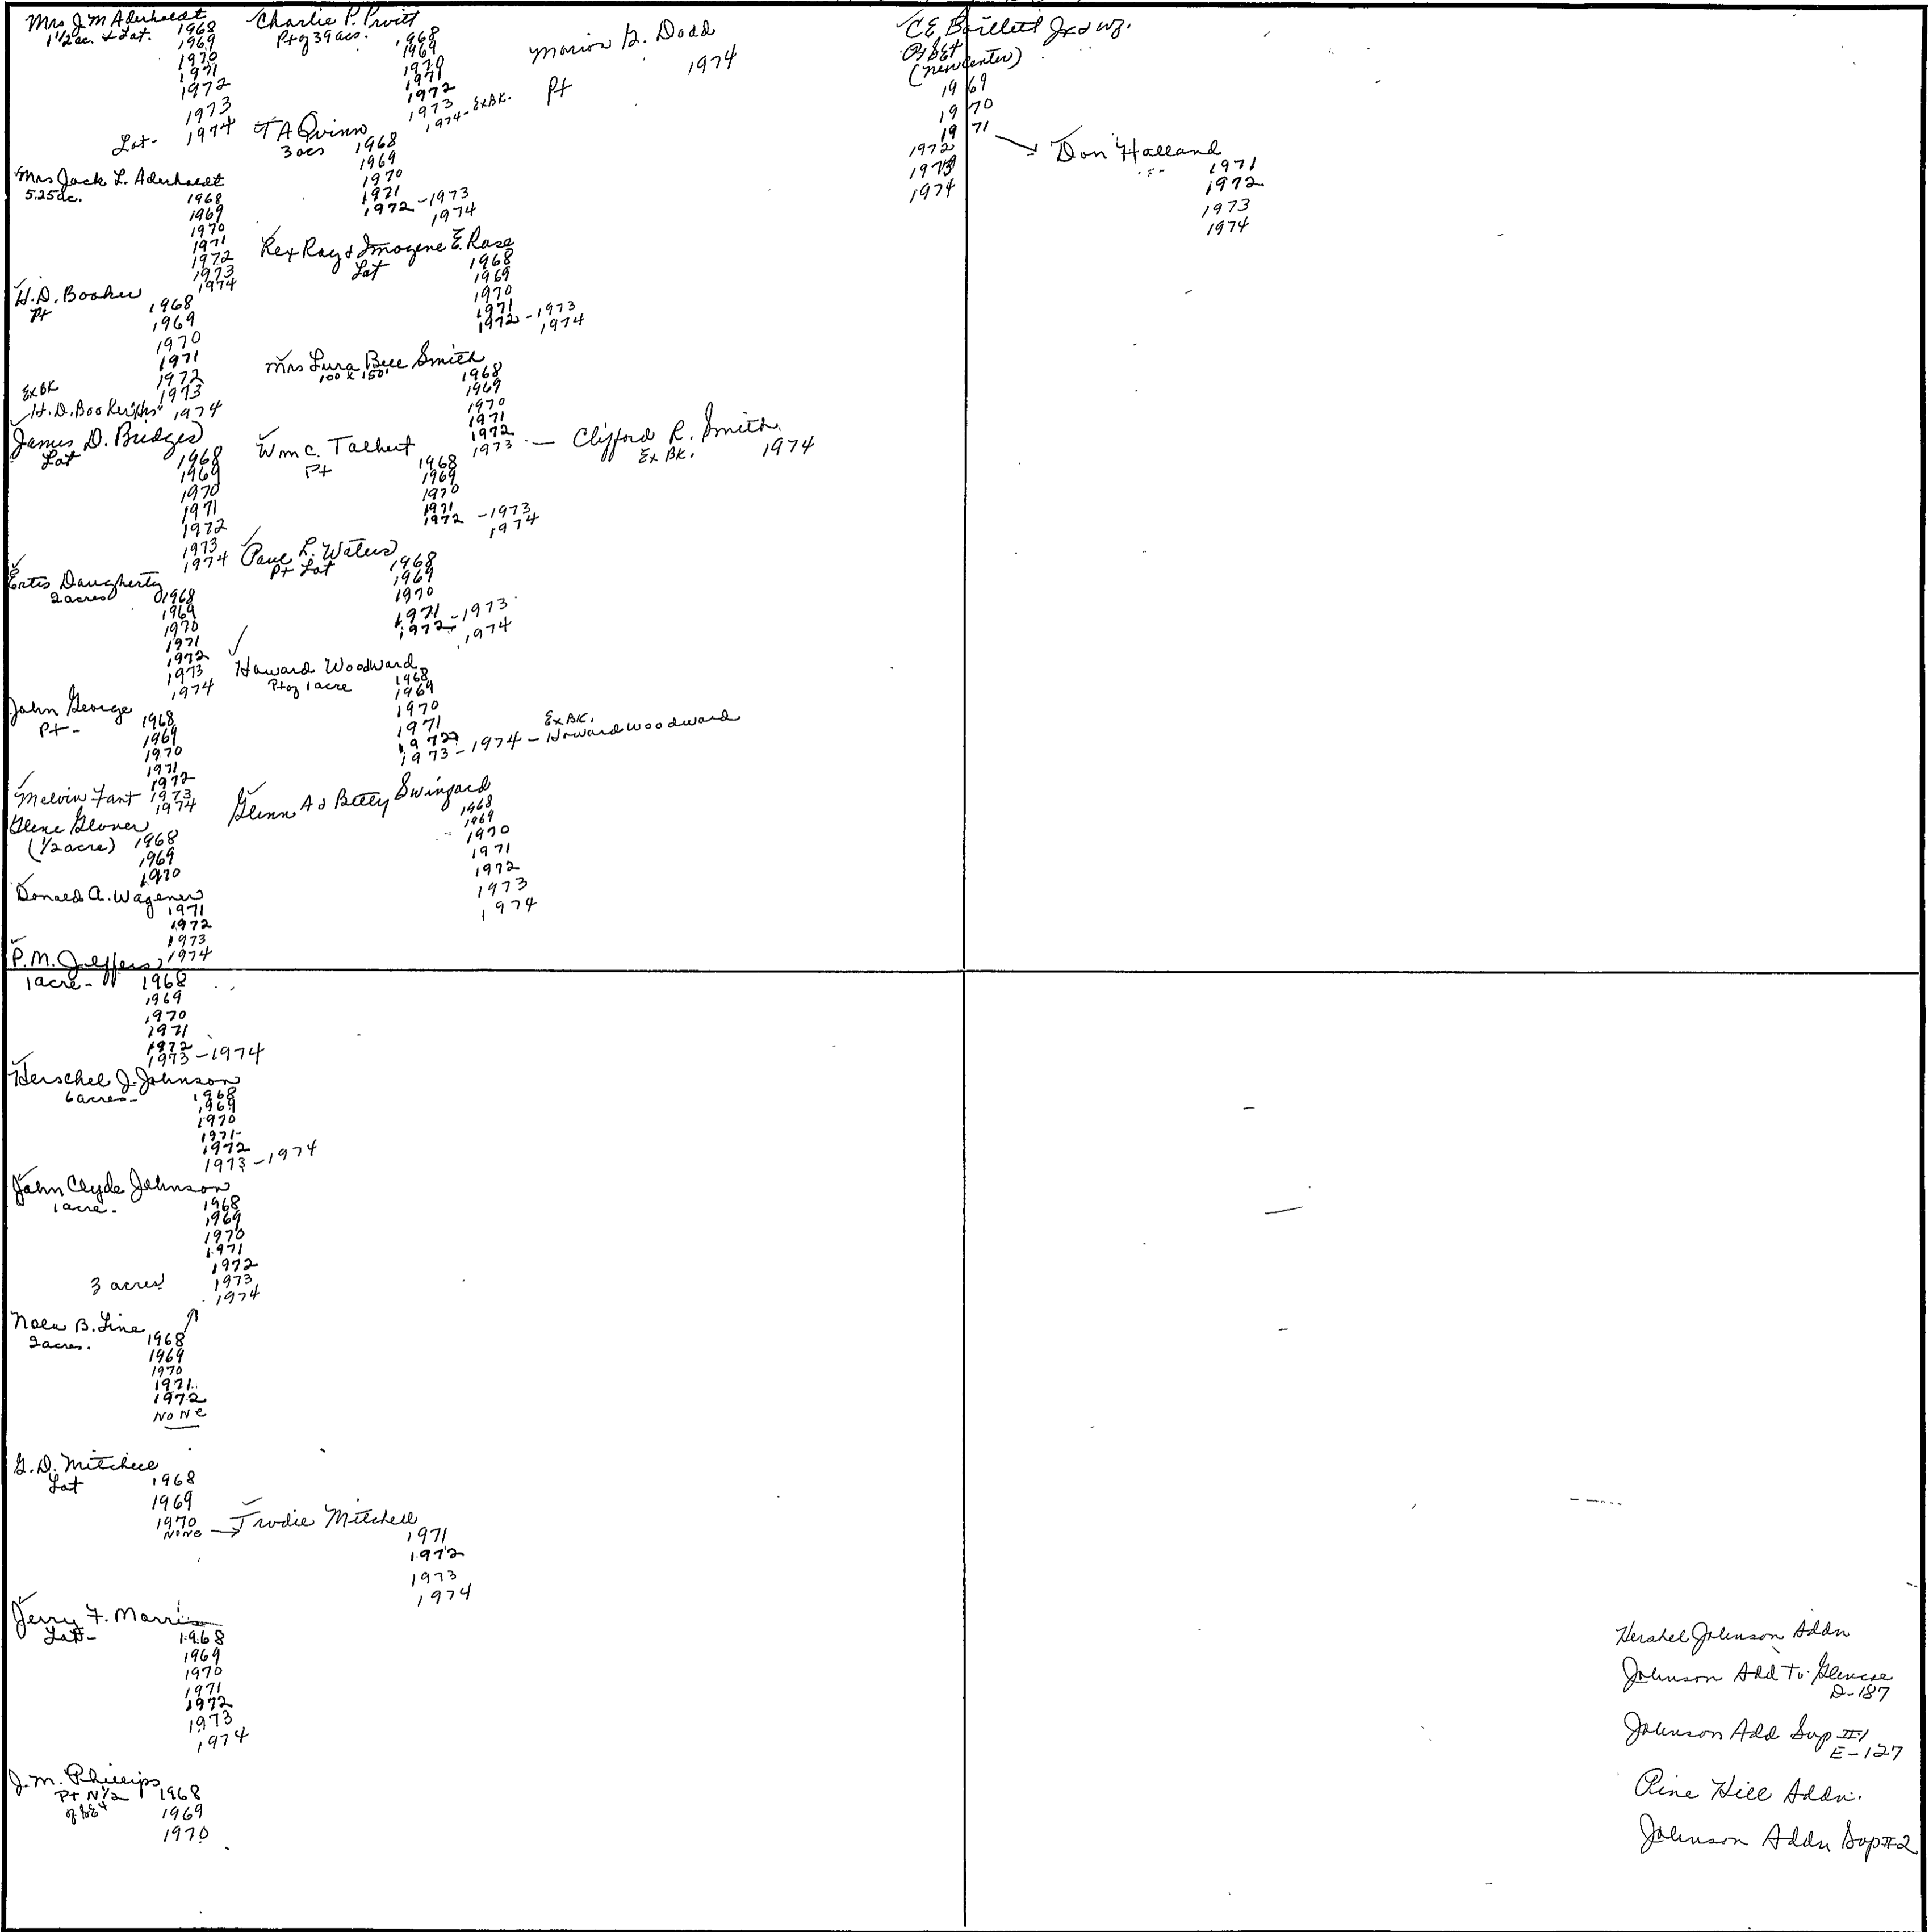 Mrs J M Aderholdt
1 1/2 ac. & Lot.
1968
1969
1970
1971
1972
1973
Lot- 1974
Mrs Jack L. Aderholdt
5.25 ac.
1968
1969
1970
1971
1972
1973
1974
H.D. Booker
Pt
1968
1969
1970
1971
1972
Ex BK 1973
H.D. Booker 1974
James D. Bridges
Lot
1968
1969
1970
1971
1972
1973
1974
Daugherty
2 acres
1968
1969
1970
1971
1972
1973
1974
John George
Pt-
1968
1969
1970
1971
1972
Melvin Fant 1973
1974
Glene Glover
(1/2 acre) 1968
1969
1970
Donald A. Wagener
1971
1972
1973
1974
P.M. Jeffers
1 acre- 1968
1969
1970
1971
1972
1973-1974
Herschel J. Johnson
6 acres-
1968
1969
1970
1971-
1972
1973-1974
John Clyde Johnson
1 acre-
1968
1969
1970
1971
1972
3 acres 1973
1974
B. Line
2 acres.
1968
1969
1970
1971
1972
NONE
G.D. Mitchell
Lot
1968
1969
1970
NONE → Trudie Mitchell
1971
1972
1973
1974
Jerry F. Morris
Lot-
1968
1969
1970
1971
1972
1973
1974
J.M. Phillips
Pt N 1/2
1968
1969
1970
Charlie P. Pruitt
Pt of 39 acs.
1968
1969
1970
1971
1972
1973
1974-Ex BK.
Marion G. Dodd
Pt 1974
T A Quinn
3 acs
1968
1969
1970
1971
1972-1973
1974
Rex Ray & Imogene E. Rose
Lot
1968
1969
1970
1971
1972-1973
1974
Mrs Lura Bell Smith
100 x 150'
1968
1969
1970
1971
1972
1973 - Clifford R. Smith
Ex BK. 1974
Wm C. Talbert
Pt
1968
1969
1970
1971
1972-1973
1974
Paul L. Waters
Pt Lot
1968
1969
1970
1971-1973
1972-1974
Howard Woodward
Pt of 1 acre
1968
1969
1970
1971
1972
Ex BK.
1973-1974-Howard Woodward
Glenn A & Betty Swinford
1968
1969
1970
1971
1972
1973
1974
C E Jr & wf.
(new center)
1969
1970
1971 → Don Holland
1972
1973
1974
1971
1972
1973
1974
Hershel Johnson Addn
Johnson Add to Glencoe
D-187
Johnson Add Sup #1
E-127
Pine Hill Addn.
Johnson Addn Sup #2